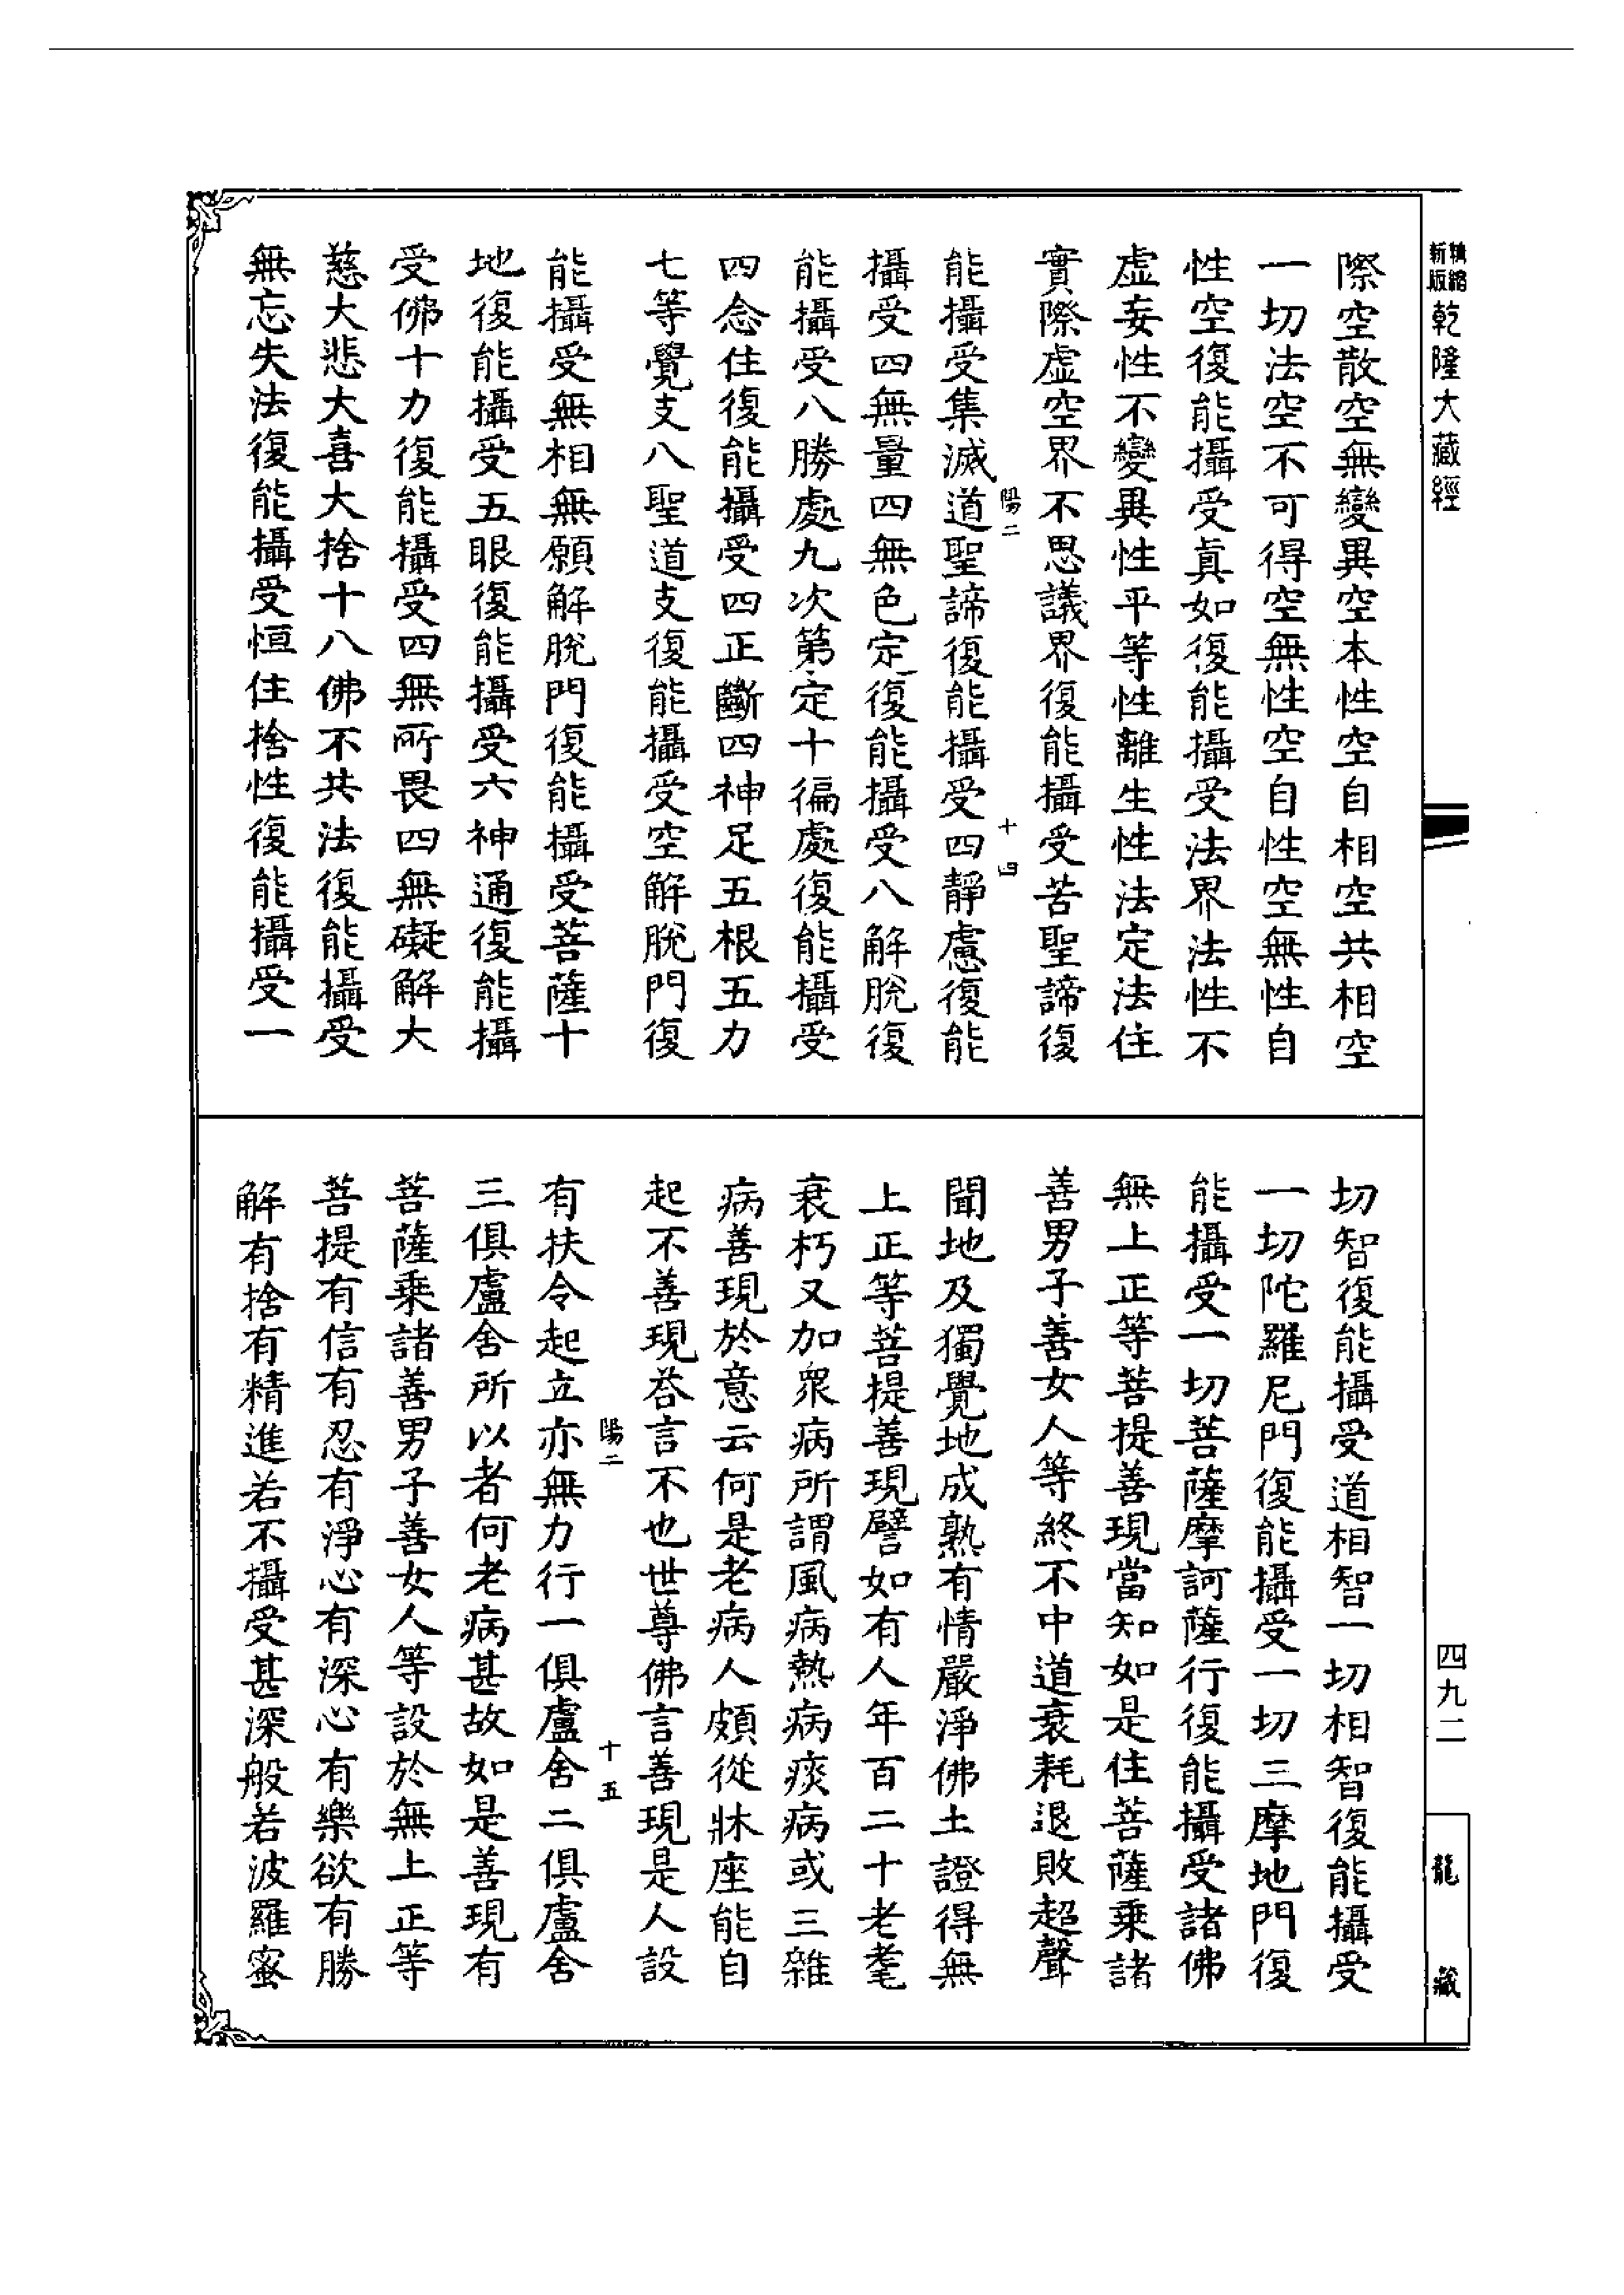 精縮新版乾隆大藏經
際空散空無變異空本性空自相空共相空
一切法空不可得空無性空自性空無性自
性空復能攝受真如復能攝受法界法性不
虛妄性不變異性平等性離生性法定法住
實際虛空界不思議界復能攝受苦聖諦復
陽二 十四
能攝受集滅道聖諦復能攝受四靜慮復能
攝受四無量四無色定復能攝受八解脫復
能攝受八勝處九次第定十徧處復能攝受
四念住復能攝受四正斷四神足五根五力
七等覺支八聖道支復能攝受空解脫門復
能攝受無相無願解脫門復能攝受菩薩十
地復能攝受五眼復能攝受六神通復能攝
受佛十力復能攝受四無所畏四無礙解大
慈大悲大喜大捨十八佛不共法復能攝受
無忘失法復能攝受恒住捨性復能攝受一
切智復能攝受道相智一切相智復能攝受
一切陀羅尼門復能攝受一切三摩地門復
能攝受一切菩薩摩訶薩行復能攝受諸佛
無上正等菩提善現當知如是住菩薩乘諸
善男子善女人等終不中道衰耗退敗超聲
聞地及獨覺地成熟有情嚴淨佛土證得無
上正等菩提善現譬如有人年百二十老耄
衰朽又加衆病所謂風病熱病痰病或三雜
病善現於意云何是老病人頗從牀座能自
起不善現荅言不也世尊佛言善現是人設
陽二 十五
有扶令起立亦無力行一俱盧舍二俱盧舍
三俱盧舍所以者何老病甚故如是善現有
菩薩乘諸善男子善女人等設於無上正等
菩提有信有忍有淨心有深心有樂欲有勝
解有捨有精進若不攝受甚深般若波羅蜜
四九二
龍藏